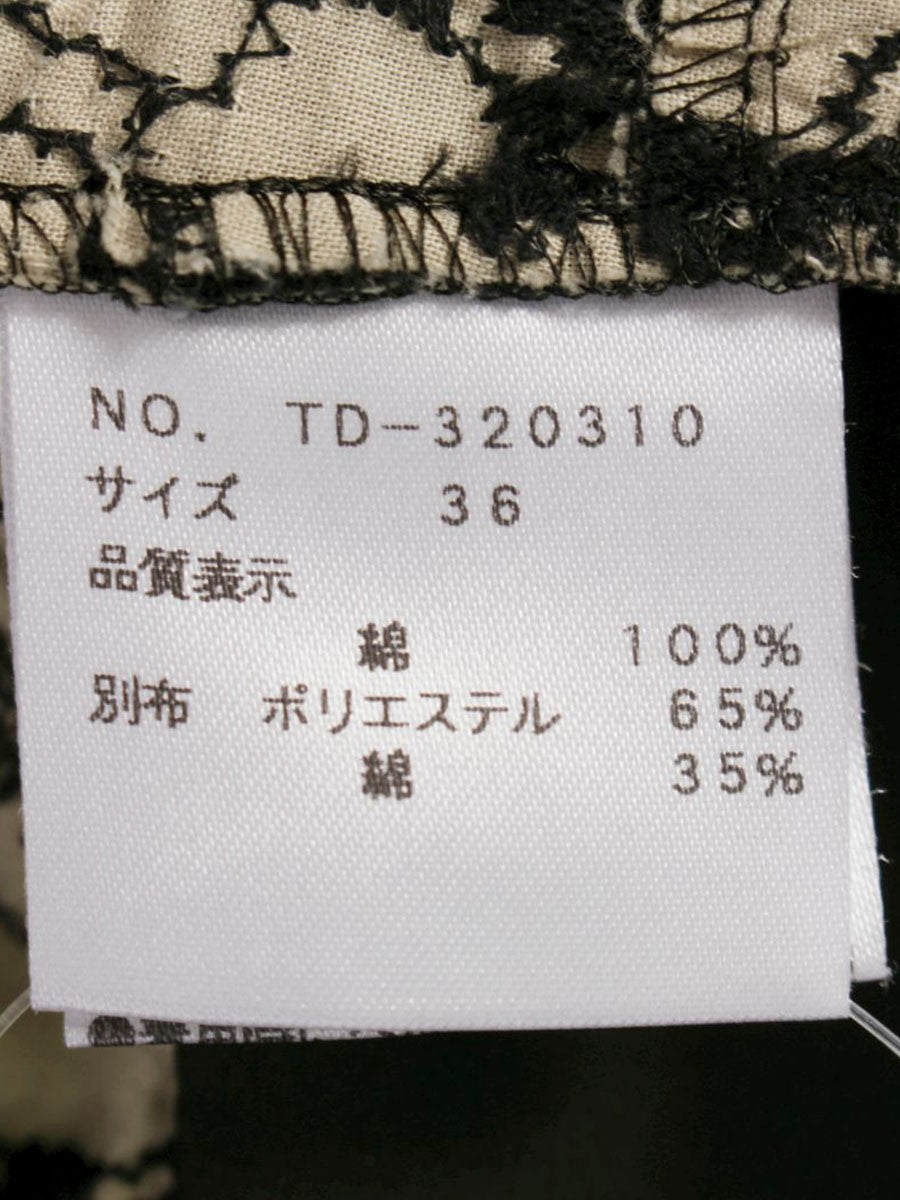 NO. TD-320310
サイズ 36
品質表示
綿 100%
別布 ポリエステル 65%
綿 35%